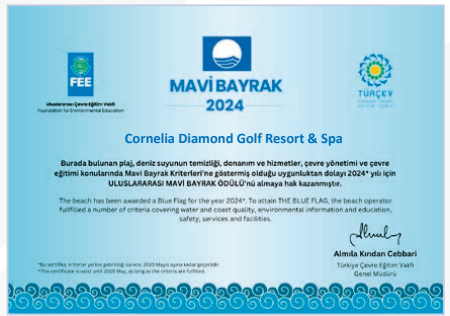 FEE
Uluslararası Çevre Eğitim Vakfı
Foundation for Environmental Education
MAVİ BAYRAK
2024
TÜRÇEV
Cornelia Diamond Golf Resort & Spa
Burada bulunan plaj, deniz suyunun temizliği, donanım ve hizmetler, çevre yönetimi ve çevre
eğitimi konularında Mavi Bayrak Kriterleri'ne göstermiş olduğu uygunluktan dolayı 2024* yılı için
ULUSLARARASI MAVİ BAYRAK ÖDÜLÜ'nü almaya hak kazanmıştır.
The beach has been awarded a Blue Flag for the year 2024*. To attain THE BLUE FLAG, the beach operator
fullfilled a number of criteria covering water and coast quality, environmental information and education,
safety, services and facilities.
*Bu sertifika, kriterler yerine getirildiği sürece, 2025 Mayıs ayına kadar geçerlidir.
*This certificate is valid until 2025 May, as long as the criteria are fulfilled.
Almıla Kından Cebbari
Türkiye Çevre Eğitim Vakfı
Genel Müdürü